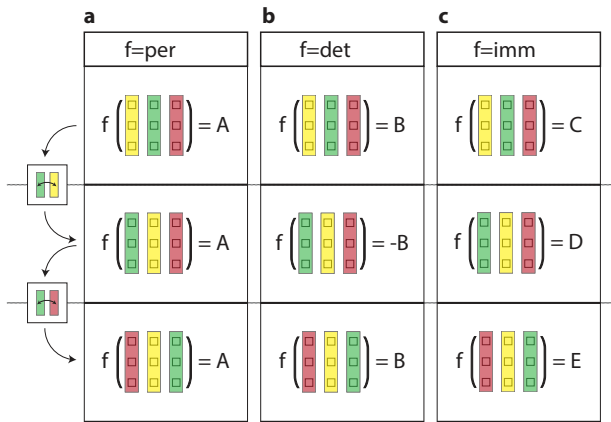 a b c
f=per f=det f=imm
f ( ) = A f ( ) = B f ( ) = C
f ( ) = A f ( ) = -B f ( ) = D
f ( ) = A f ( ) = B f ( ) = E